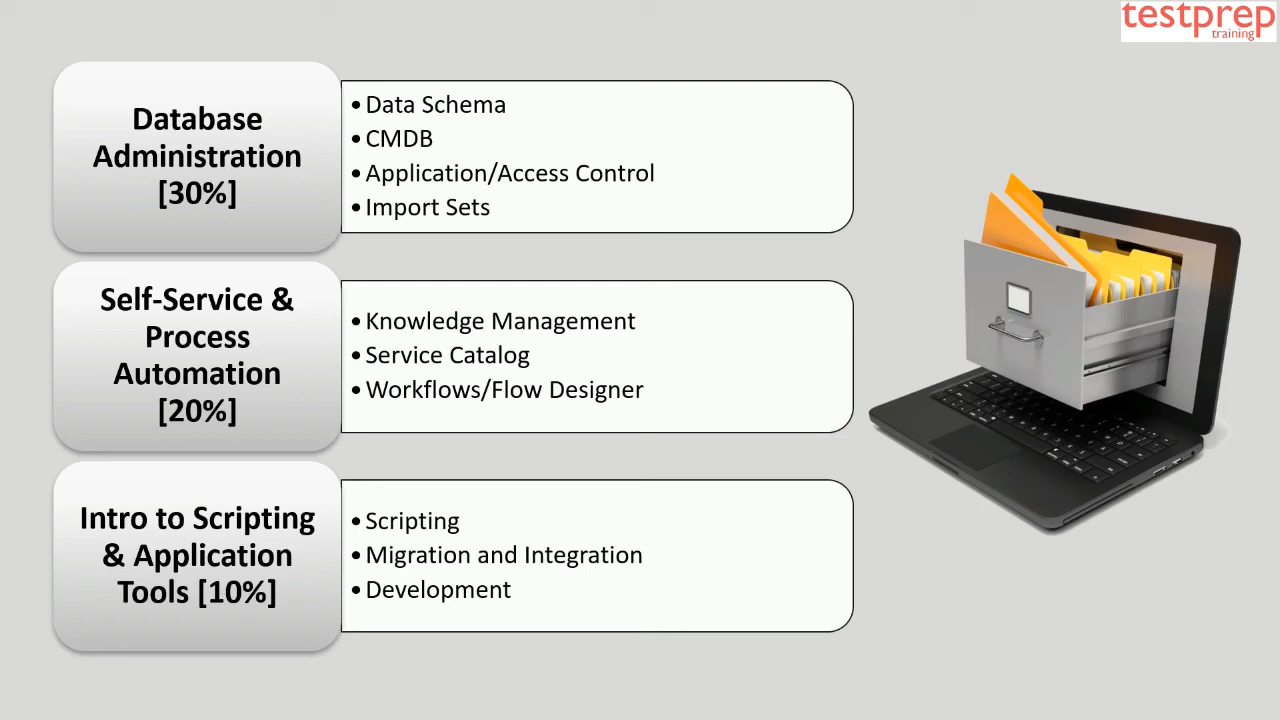 testprep
training
Database
Administration
[30%]
•Data Schema
•CMDB
•Application/Access Control
•Import Sets
Self-Service &
Process
Automation
[20%]
•Knowledge Management
•Service Catalog
•Workflows/Flow Designer
Intro to Scripting
& Application
Tools [10%]
•Scripting
•Migration and Integration
•Development